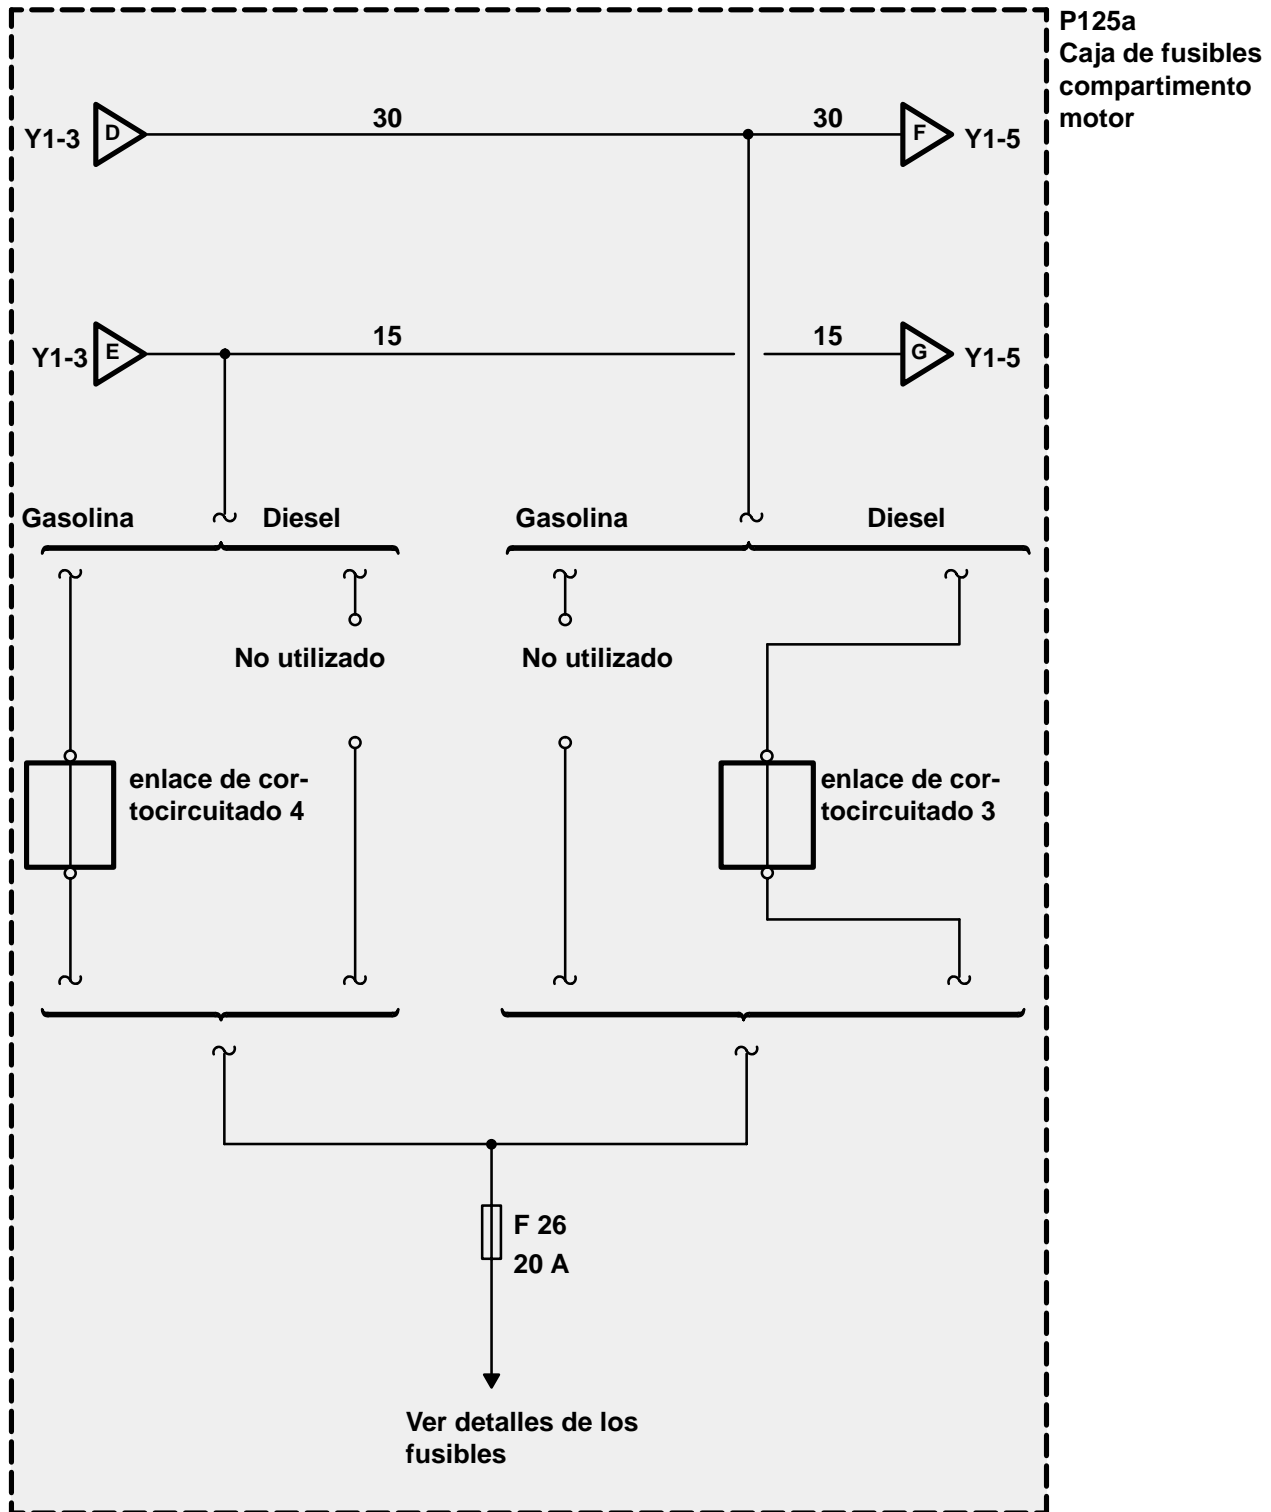 P125a
Caja de fusibles
compartimento
motor
30
30
Y1-3
D
F
Y1-5
15
15
Y1-3
E
G
Y1-5
Gasolina
Diesel
Gasolina
Diesel
No utilizado
No utilizado
enlace de cor-
tocircuitado 4
enlace de cor-
tocircuitado 3
F 26
20 A
Ver detalles de los
fusibles